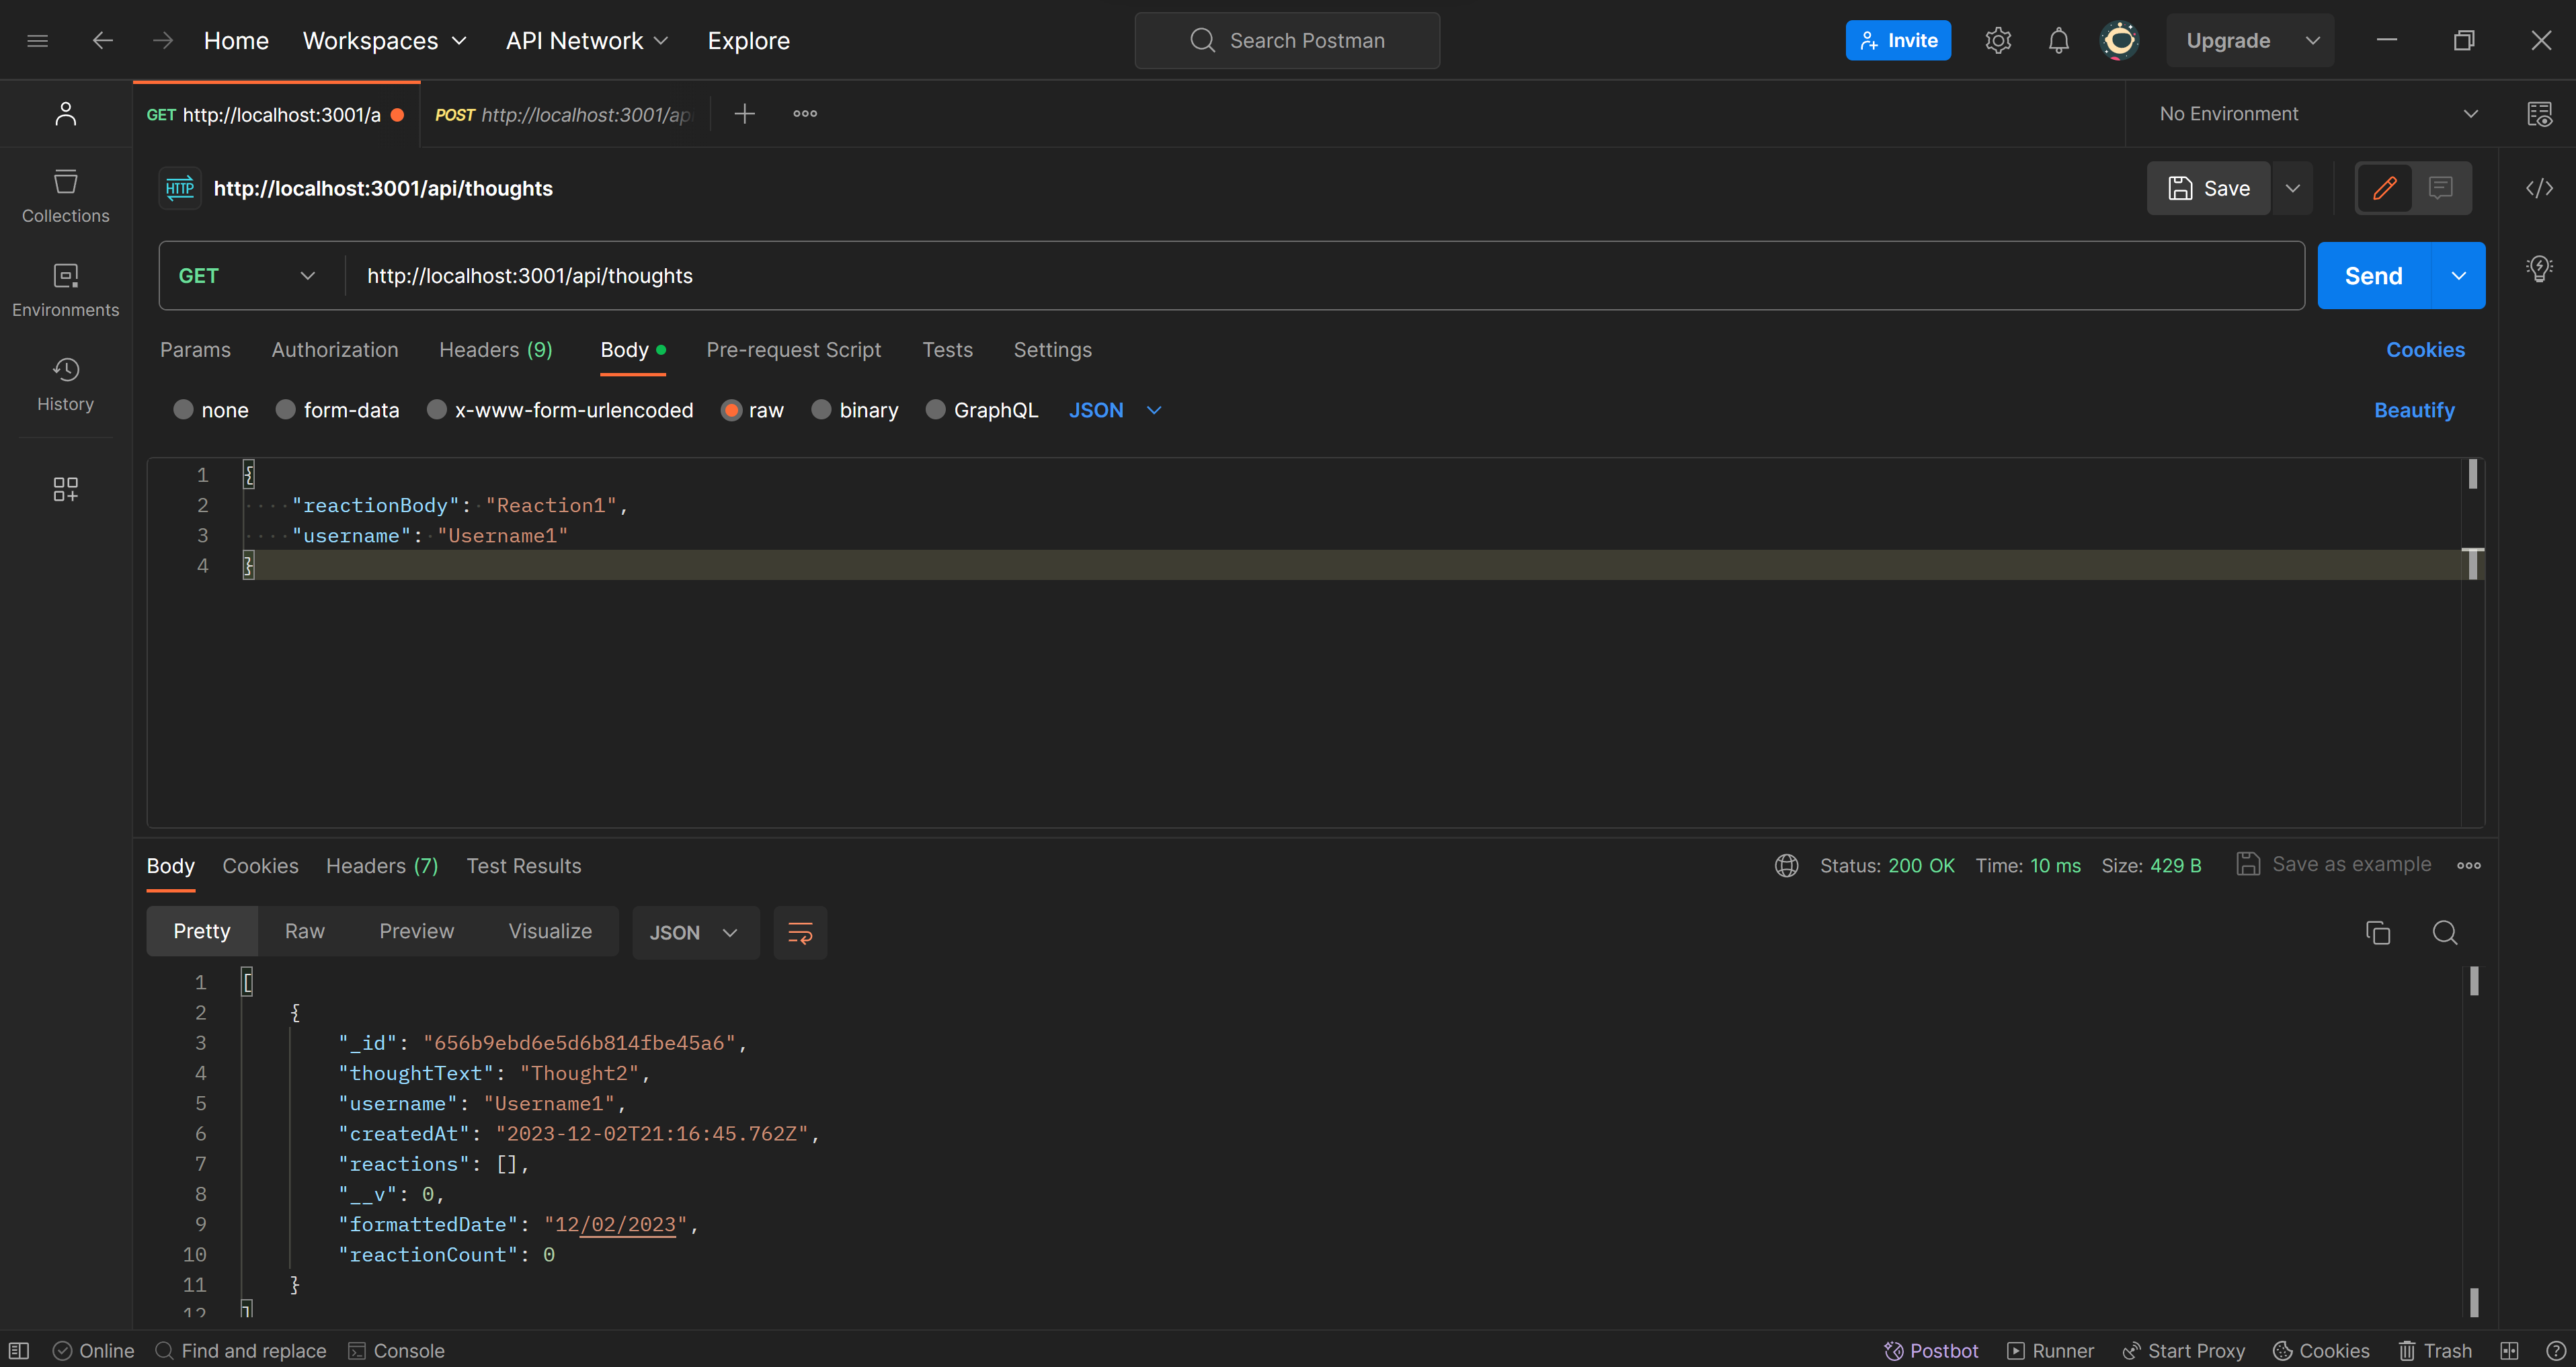 Home Workspaces API Network Explore Search Postman Invite Upgrade
GET http://localhost:3001/a POST http://localhost:3001/ap No Environment
HTTP http://localhost:3001/api/thoughts Save
Collections
GET http://localhost:3001/api/thoughts Send
Environments
Params Authorization Headers (9) Body Pre-request Script Tests Settings Cookies
History
none form-data x-www-form-urlencoded raw binary GraphQL JSON Beautify
1 {
2 "reactionBody": "Reaction1",
3 "username": "Username1"
4 }
Body Cookies Headers (7) Test Results Status: 200 OK Time: 10 ms Size: 429 B Save as example
Pretty Raw Preview Visualize JSON
1 [
2 {
3 "_id": "656b9ebd6e5d6b814fbe45a6",
4 "thoughtText": "Thought2",
5 "username": "Username1",
6 "createdAt": "2023-12-02T21:16:45.762Z",
7 "reactions": [],
8 "__v": 0,
9 "formattedDate": "12/02/2023",
10 "reactionCount": 0
11 }
12 ]
Online Find and replace Console Postbot Runner Start Proxy Cookies Trash